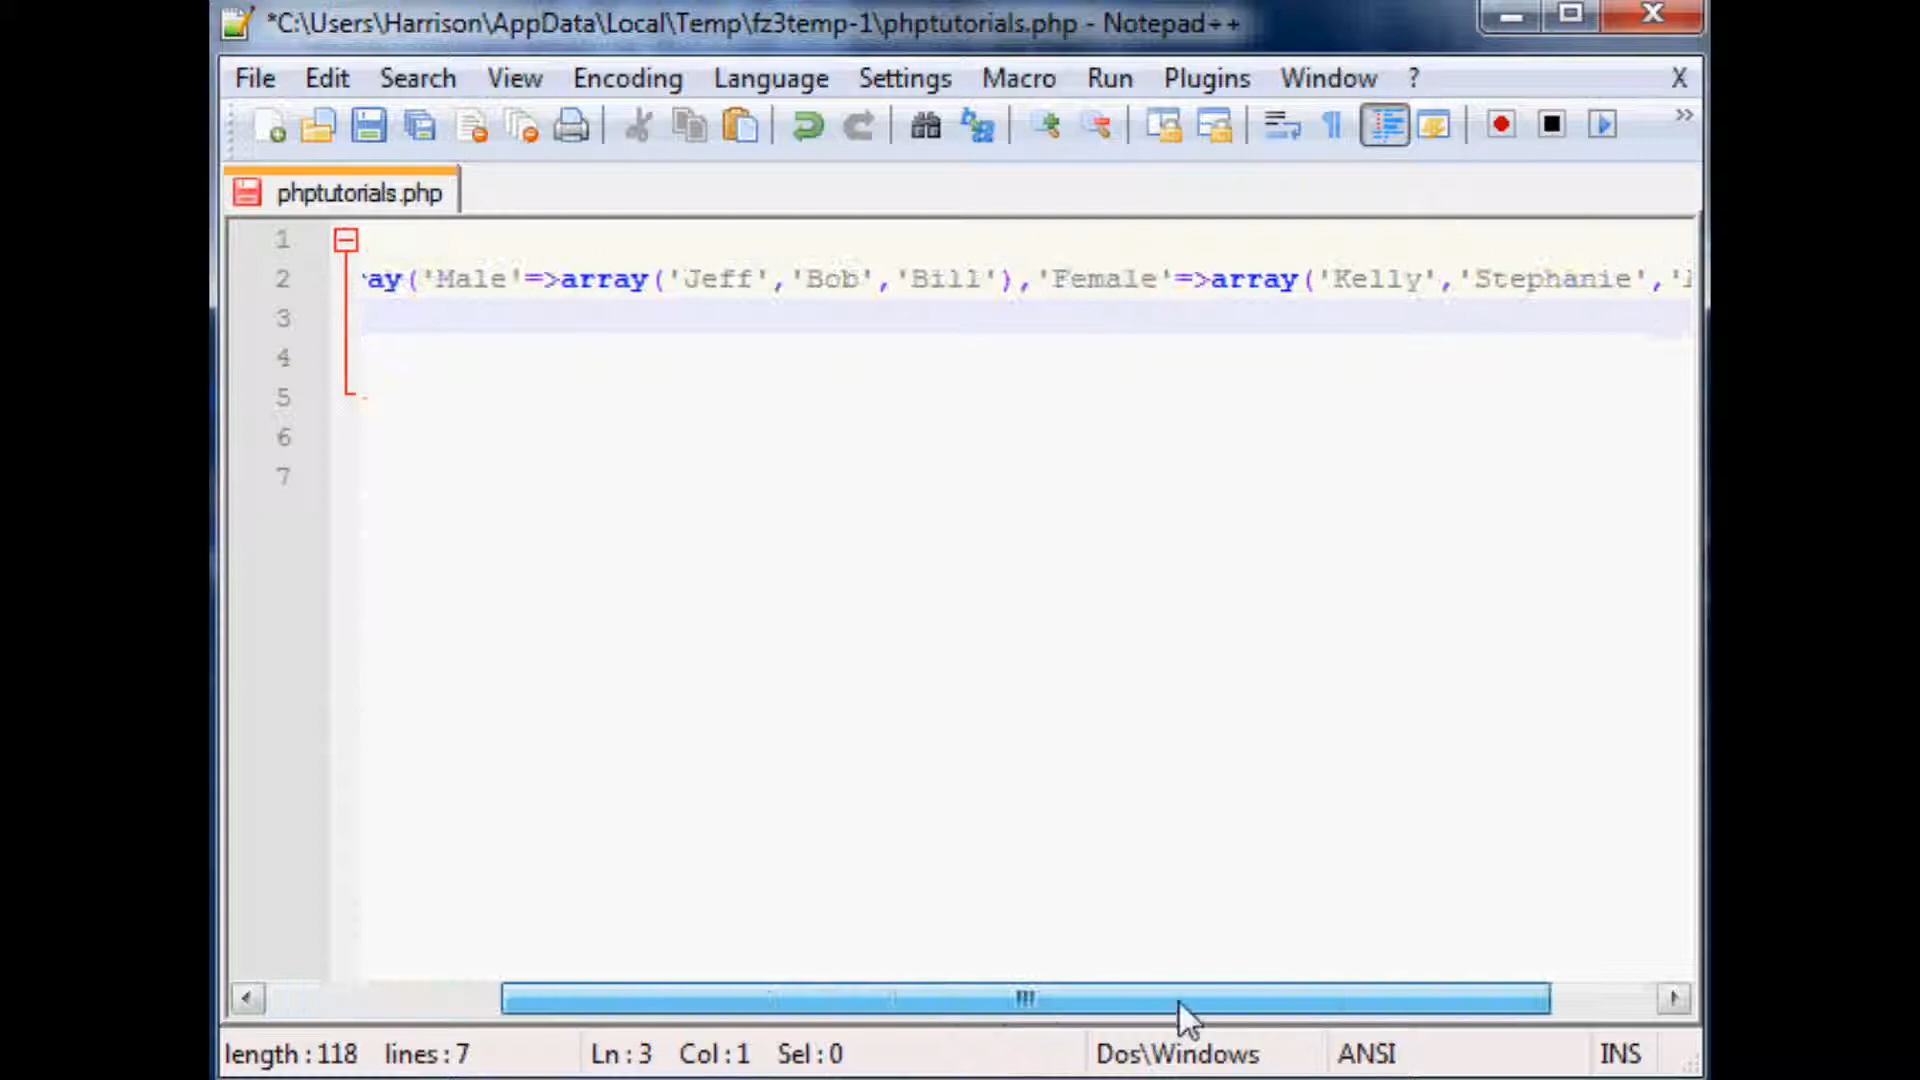 *C:\Users\Harrison\AppData\Local\Temp\fz3temp-1\phptutorials.php - Notepad++
File Edit Search View Encoding Language Settings Macro Run Plugins Window ? X
phptutorials.php
1
2 ay('Male'=>array('Jeff','Bob','Bill'),'Female'=>array('Kelly','Stephanie','
3
4
5
6
7
length : 118 lines : 7 Ln : 3 Col : 1 Sel : 0 Dos\Windows ANSI INS